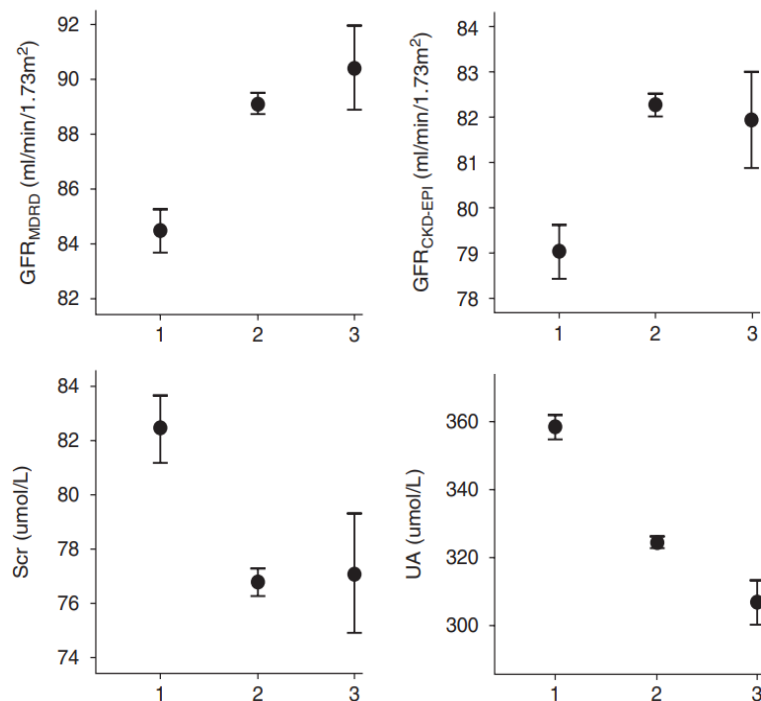 GFRMDRD (ml/min/1.73m²)
92
90
88
86
84
82
1 2 3
GFRCKD-EPI (ml/min/1.73m²)
84
83
82
81
80
79
78
1 2 3
Scr (umol/L)
84
82
80
78
76
74
1 2 3
UA (umol/L)
360
340
320
300
1 2 3